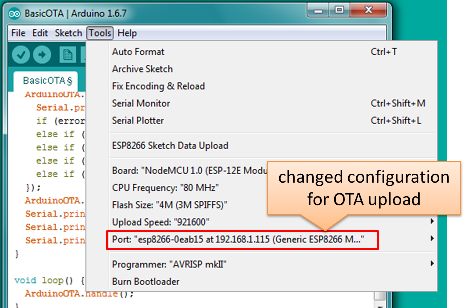 BasicOTA | Arduino 1.6.7
File Edit Sketch Tools Help
Auto Format Ctrl+T
Archive Sketch
Fix Encoding & Reload
Serial Monitor Ctrl+Shift+M
Serial Plotter Ctrl+Shift+L
ESP8266 Sketch Data Upload
Board: "NodeMCU 1.0 (ESP-12E Modu
CPU Frequency: "80 MHz"
Flash Size: "4M (3M SPIFFS)
Upload Speed: "921600"
Port: "esp8266-0eab15 at 192.168.1.115 (Generic ESP8266 M..."
Programmer: "AVRISP mkII"
Burn Bootloader
changed configuration
for OTA upload
BasicOTA §
ArduinoOTA.
Serial.pr
if (error
else if (
else if (
else if (
else if (
});
ArduinoOTA.
Serial.prin
Serial.prin
Serial.prin
}
void loop() {
ArduinoOTA.handle();
}